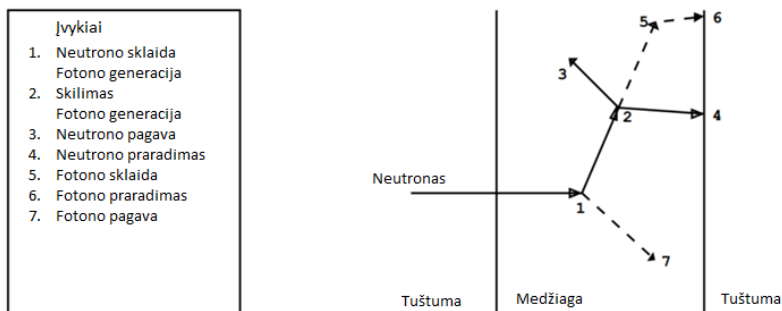 Įvykiai
1. Neutrono sklaida
Fotono generacija
2. Skilimas
Fotono generacija
3. Neutrono pagava
4. Neutrono praradimas
5. Fotono sklaida
6. Fotono praradimas
7. Fotono pagava
5
6
3
2
4
Neutronas
1
7
Tuštuma
Medžiaga
Tuštuma